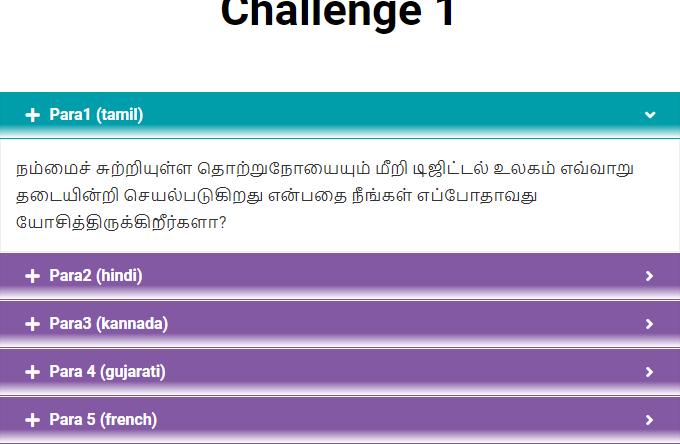 Challenge 1
Para1 (tamil)
நம்மைச் சுற்றியுள்ள தொற்றுநோயையும் மீறி டிஜிட்டல் உலகம் எவ்வாறு
தடையின்றி செயல்படுகிறது என்பதை நீங்கள் எப்போதாவது
யோசித்திருக்கிறீர்களா?
Para2 (hindi)
Para3 (kannada)
Para 4 (gujarati)
Para 5 (french)